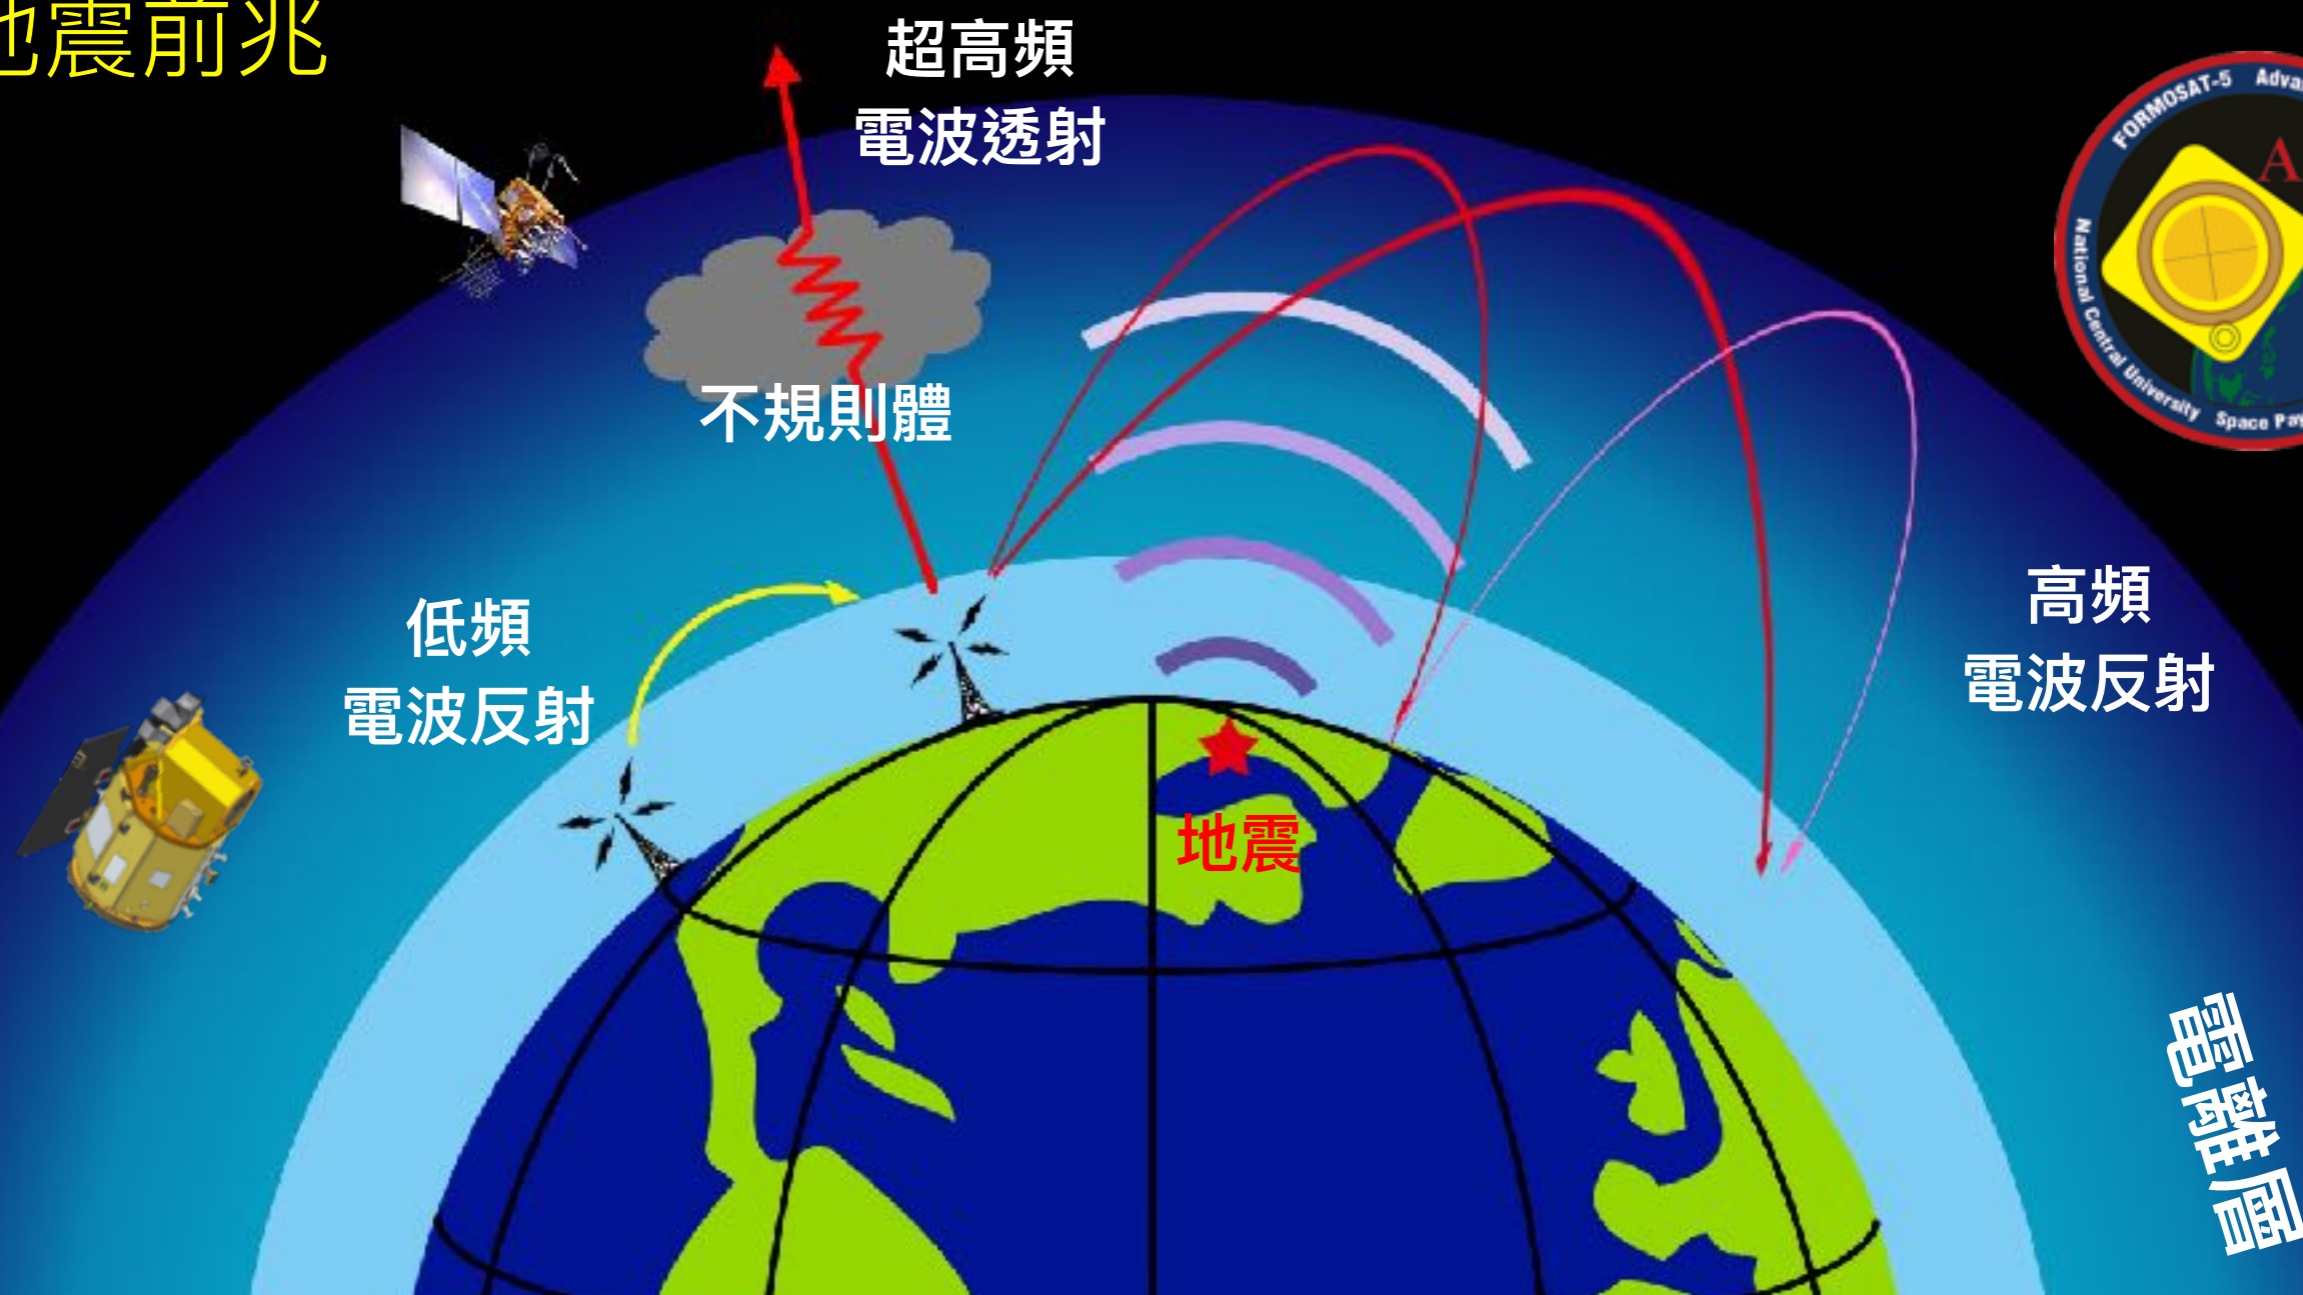 地震前兆
超高頻
電波透射
不規則體
低頻
電波反射
高頻
電波反射
地震
電離層
FORMOSAT-5 Adva
National Central University Space Pay
A